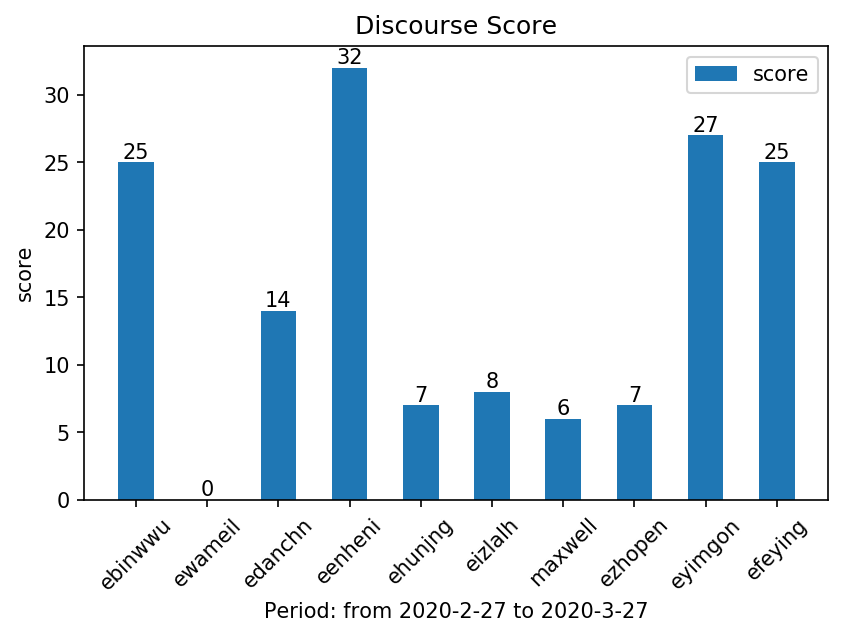 Discourse Score
score
32
30
27
25
25
25
20
score
15
14
10
8
7
7
6
5
0
0
ebinwwu
ewameil
edanchn
eenheni
ehunjng
eizlalh
maxwell
ezhopen
eyimgon
efeying
Period: from 2020-2-27 to 2020-3-27